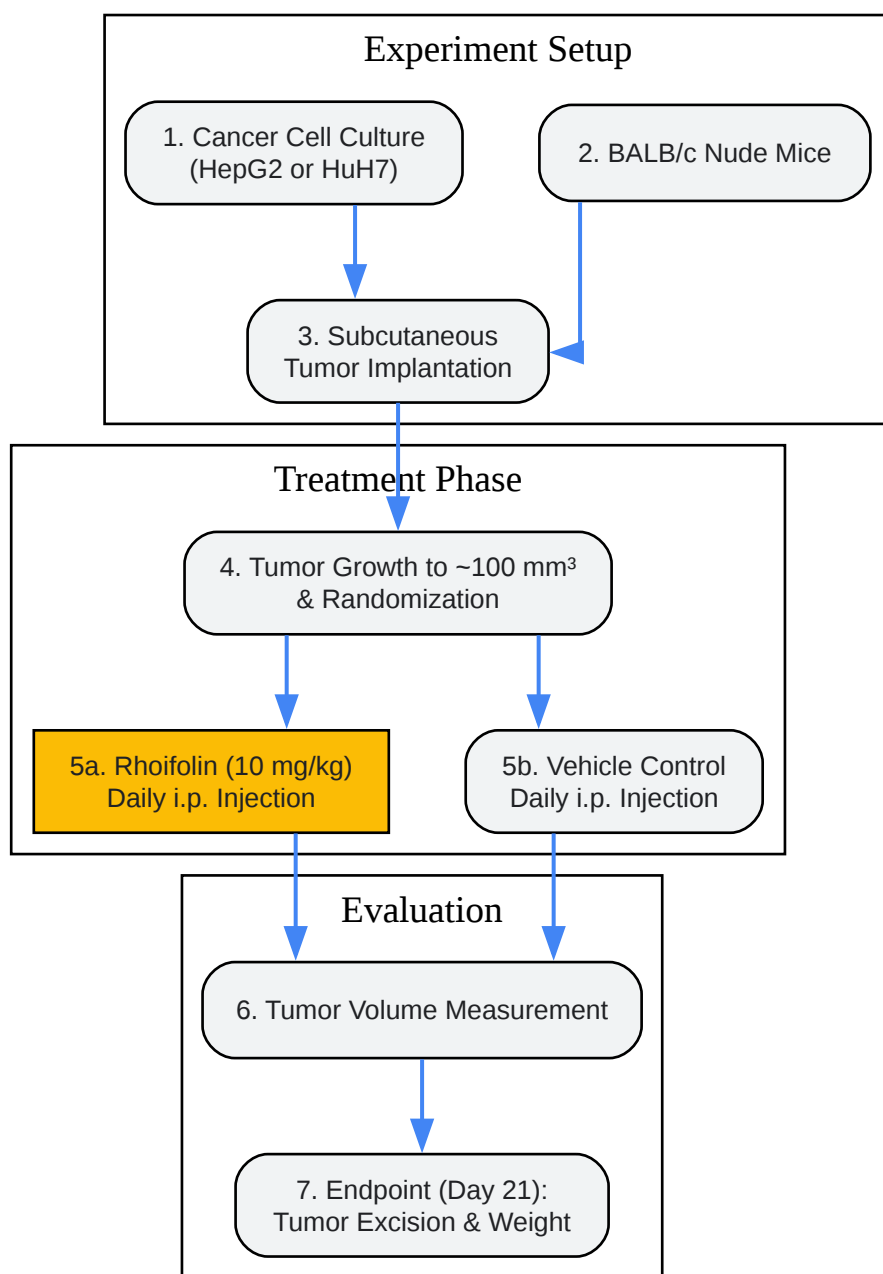 Experiment Setup
1. Cancer Cell Culture
(HepG2 or HuH7)
2. BALB/c Nude Mice
3. Subcutaneous
Tumor Implantation
Treatment Phase
4. Tumor Growth to ~100 mm³
& Randomization
5a. Rhoifolin (10 mg/kg)
Daily i.p. Injection
5b. Vehicle Control
Daily i.p. Injection
Evaluation
6. Tumor Volume Measurement
7. Endpoint (Day 21):
Tumor Excision & Weight